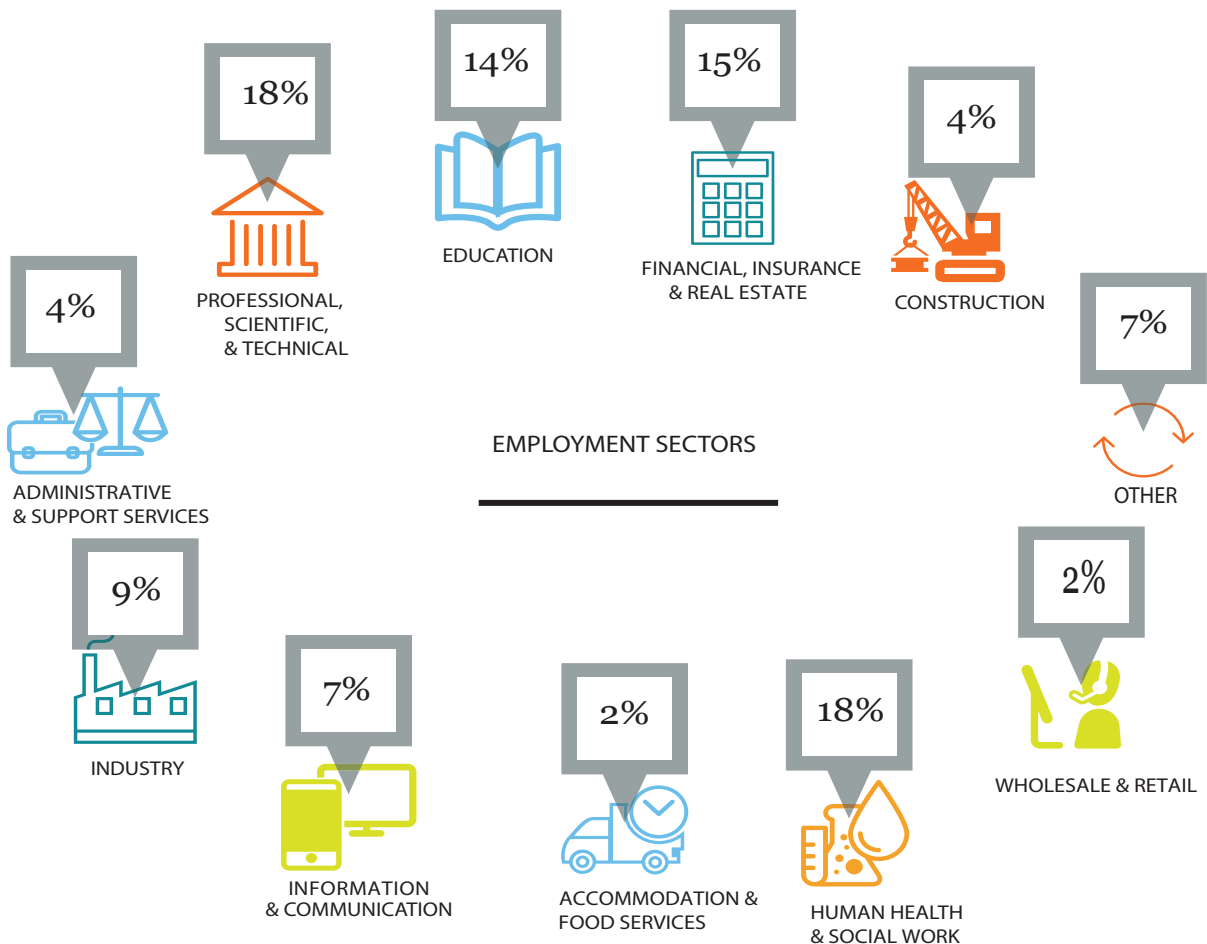 18%
PROFESSIONAL,
SCIENTIFIC,
& TECHNICAL
14%
EDUCATION
15%
FINANCIAL, INSURANCE
& REAL ESTATE
4%
CONSTRUCTION
4%
ADMINISTRATIVE
& SUPPORT SERVICES
EMPLOYMENT SECTORS
7%
OTHER
9%
INDUSTRY
7%
INFORMATION
& COMMUNICATION
2%
ACCOMMODATION &
FOOD SERVICES
18%
HUMAN HEALTH
& SOCIAL WORK
2%
WHOLESALE & RETAIL